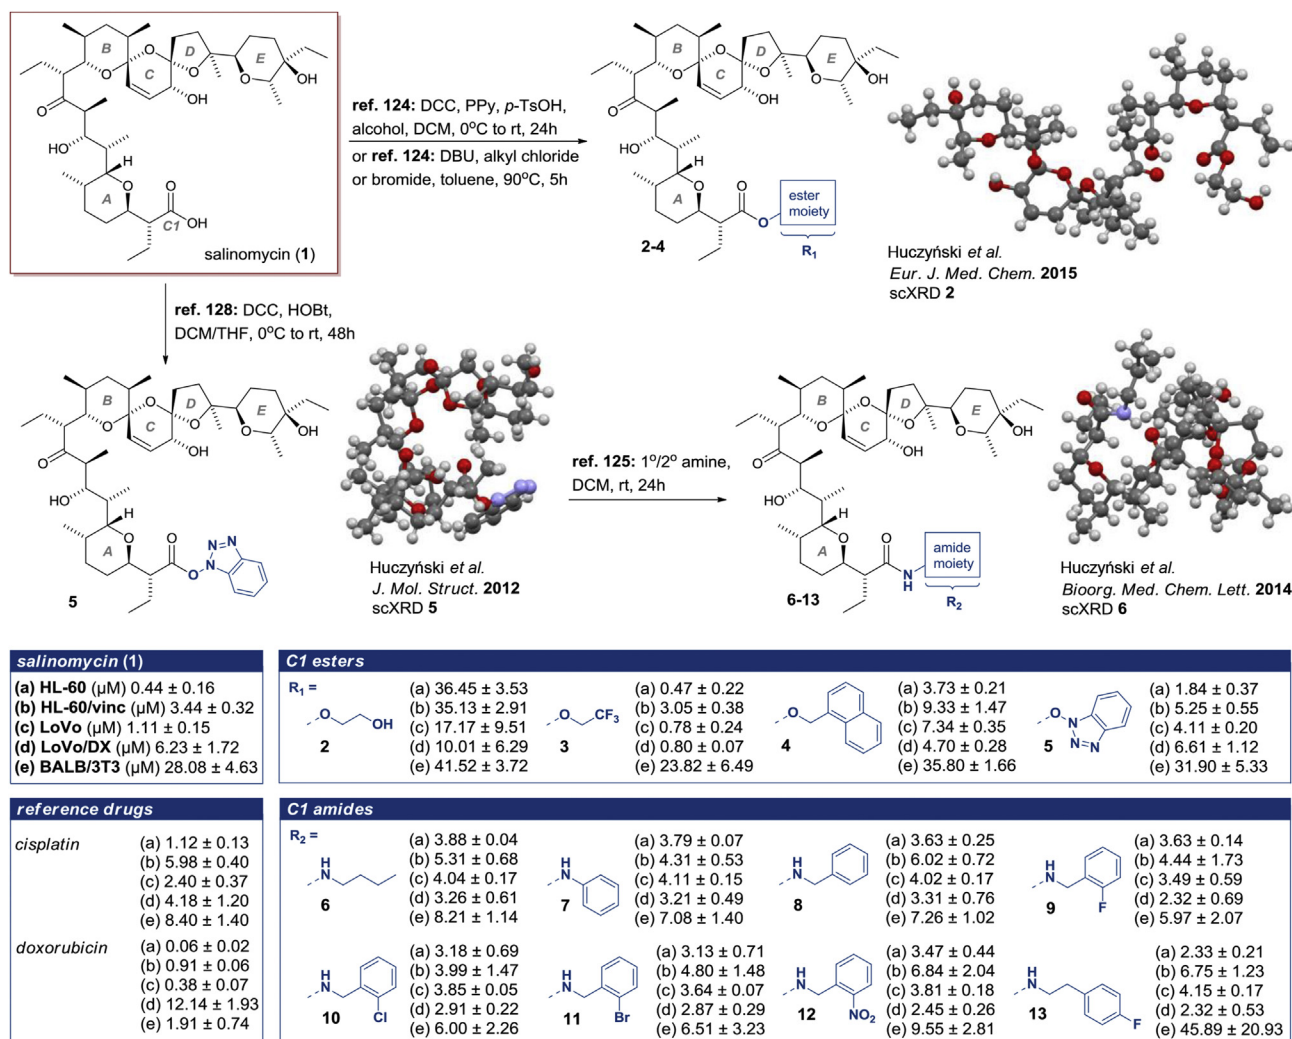 B
C
D
E
O
O
O
O
OH
OH
O
HO
H
O
A
O
C1
OH
salinomycin (1)
ref. 124: DCC, PPy, p-TsOH,
alcohol, DCM, 0°C to rt, 24h
or ref. 124: DBU, alkyl chloride
or bromide, toluene, 90°C, 5h
B
C
D
E
O
O
O
O
OH
OH
O
HO
H
O
A
O
O
ester
moiety
R1
2-4
Huczyński et al.
Eur. J. Med. Chem. 2015
scXRD 2
ref. 128: DCC, HOBt,
DCM/THF, 0°C to rt, 48h
B
C
D
E
O
O
O
O
OH
OH
O
HO
H
O
A
O
O
N
N
N
5
Huczyński et al.
J. Mol. Struct. 2012
scXRD 5
ref. 125: 1°/2° amine,
DCM, rt, 24h
B
C
D
E
O
O
O
O
OH
OH
O
HO
H
O
A
O
N
H
amide
moiety
R2
6-13
Huczyński et al.
Bioorg. Med. Chem. Lett. 2014
scXRD 6
salinomycin (1)
(a) HL-60 (µM) 0.44 ± 0.16
(b) HL-60/vinc (µM) 3.44 ± 0.32
(c) LoVo (µM) 1.11 ± 0.15
(d) LoVo/DX (µM) 6.23 ± 1.72
(e) BALB/3T3 (µM) 28.08 ± 4.63
C1 esters
R1 =
O
OH
2
(a) 36.45 ± 3.53
(b) 35.13 ± 2.91
(c) 17.17 ± 9.51
(d) 10.01 ± 6.29
(e) 41.52 ± 3.72
O
CF3
3
(a) 0.47 ± 0.22
(b) 3.05 ± 0.38
(c) 0.78 ± 0.24
(d) 0.80 ± 0.07
(e) 23.82 ± 6.49
O
4
(a) 3.73 ± 0.21
(b) 9.33 ± 1.47
(c) 7.34 ± 0.35
(d) 4.70 ± 0.28
(e) 35.80 ± 1.66
O
N
N
N
5
(a) 1.84 ± 0.37
(b) 5.25 ± 0.55
(c) 4.11 ± 0.20
(d) 6.61 ± 1.12
(e) 31.90 ± 5.33
reference drugs
cisplatin
(a) 1.12 ± 0.13
(b) 5.98 ± 0.40
(c) 2.40 ± 0.37
(d) 4.18 ± 1.20
(e) 8.40 ± 1.40
doxorubicin
(a) 0.06 ± 0.02
(b) 0.91 ± 0.06
(c) 0.38 ± 0.07
(d) 12.14 ± 1.93
(e) 1.91 ± 0.74
C1 amides
R2 =
H
N
6
(a) 3.88 ± 0.04
(b) 5.31 ± 0.68
(c) 4.04 ± 0.17
(d) 3.26 ± 0.61
(e) 8.21 ± 1.14
H
N
7
(a) 3.79 ± 0.07
(b) 4.31 ± 0.53
(c) 4.11 ± 0.15
(d) 3.21 ± 0.49
(e) 7.08 ± 1.40
H
N
8
(a) 3.63 ± 0.25
(b) 6.02 ± 0.72
(c) 4.02 ± 0.17
(d) 3.31 ± 0.76
(e) 7.26 ± 1.02
H
N
F
9
(a) 3.63 ± 0.14
(b) 4.44 ± 1.73
(c) 3.49 ± 0.59
(d) 2.32 ± 0.69
(e) 5.97 ± 2.07
H
N
Cl
10
(a) 3.18 ± 0.69
(b) 3.99 ± 1.47
(c) 3.85 ± 0.05
(d) 2.91 ± 0.22
(e) 6.00 ± 2.26
H
N
Br
11
(a) 3.13 ± 0.71
(b) 4.80 ± 1.48
(c) 3.64 ± 0.07
(d) 2.87 ± 0.29
(e) 6.51 ± 3.23
H
N
NO2
12
(a) 3.47 ± 0.44
(b) 6.84 ± 2.04
(c) 3.81 ± 0.18
(d) 2.45 ± 0.26
(e) 9.55 ± 2.81
H
N
F
13
(a) 2.33 ± 0.21
(b) 6.75 ± 1.23
(c) 4.15 ± 0.17
(d) 2.32 ± 0.53
(e) 45.89 ± 20.93